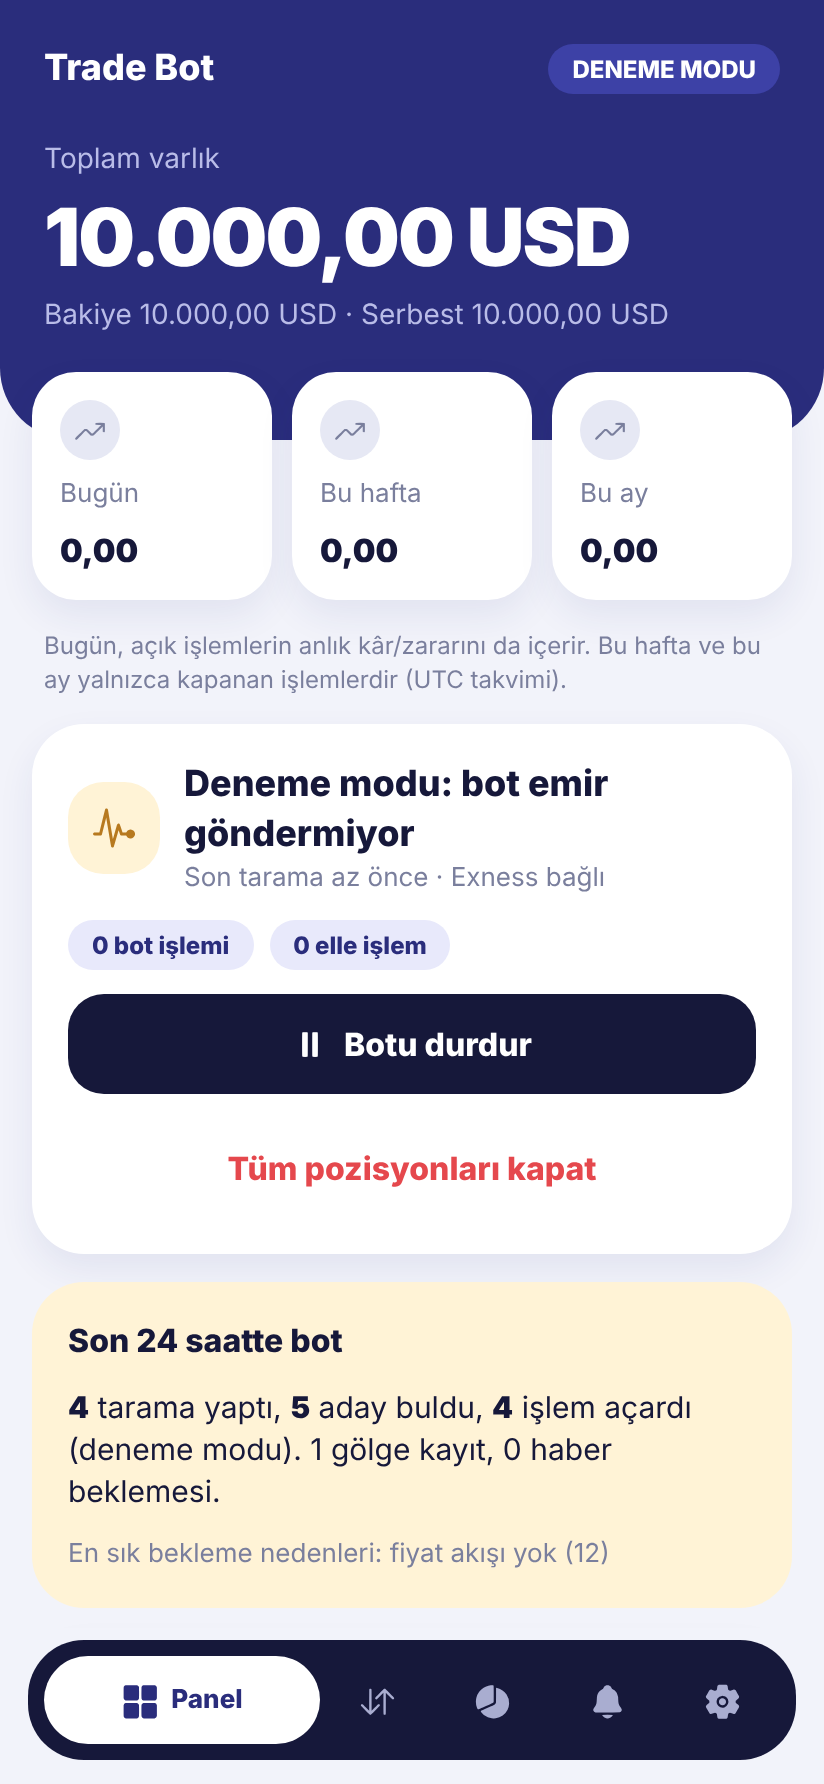 Trade Bot
DENEME MODU
Toplam varlık
10.000,00 USD
Bakiye 10.000,00 USD · Serbest 10.000,00 USD
Bugün
0,00
Bu hafta
0,00
Bu ay
0,00
Bugün, açık işlemlerin anlık kâr/zararını da içerir. Bu hafta ve bu
ay yalnızca kapanan işlemlerdir (UTC takvimi).
Deneme modu: bot emir
göndermiyor
Son tarama az önce · Exness bağlı
0 bot işlemi
0 elle işlem
Botu durdur
Tüm pozisyonları kapat
Son 24 saatte bot
4 tarama yaptı, 5 aday buldu, 4 işlem açardı
(deneme modu). 1 gölge kayıt, 0 haber
beklemesi.
En sık bekleme nedenleri: fiyat akışı yok (12)
Panel